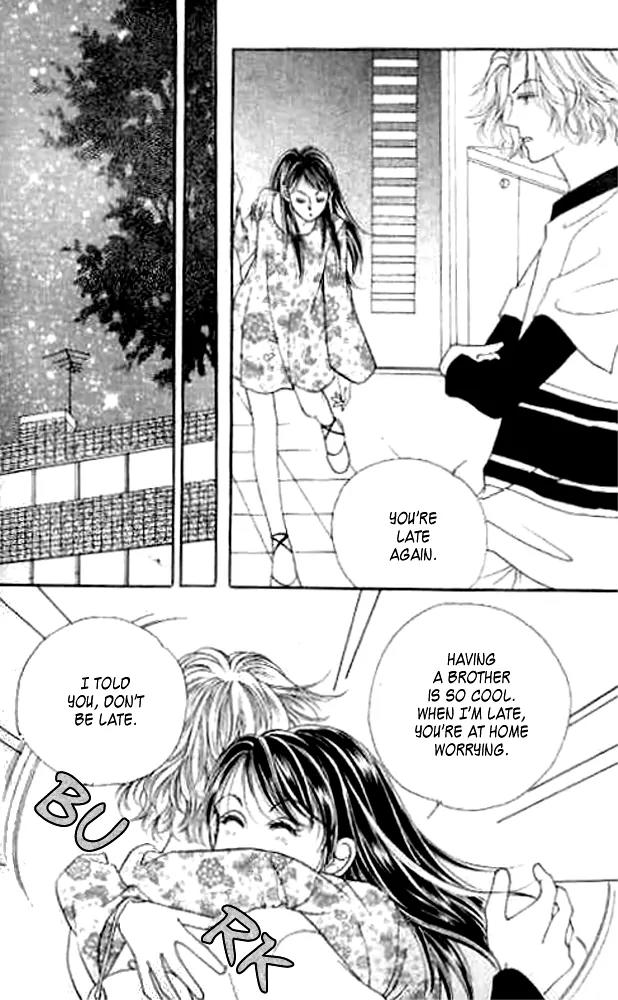 YOU'RE
LATE
AGAIN.
HAVING
A BROTHER
IS SO COOL.
WHEN I'M LATE,
YOU'RE AT HOME
WORRYING.
I TOLD
YOU, DON'T
BE LATE.
BU
RK